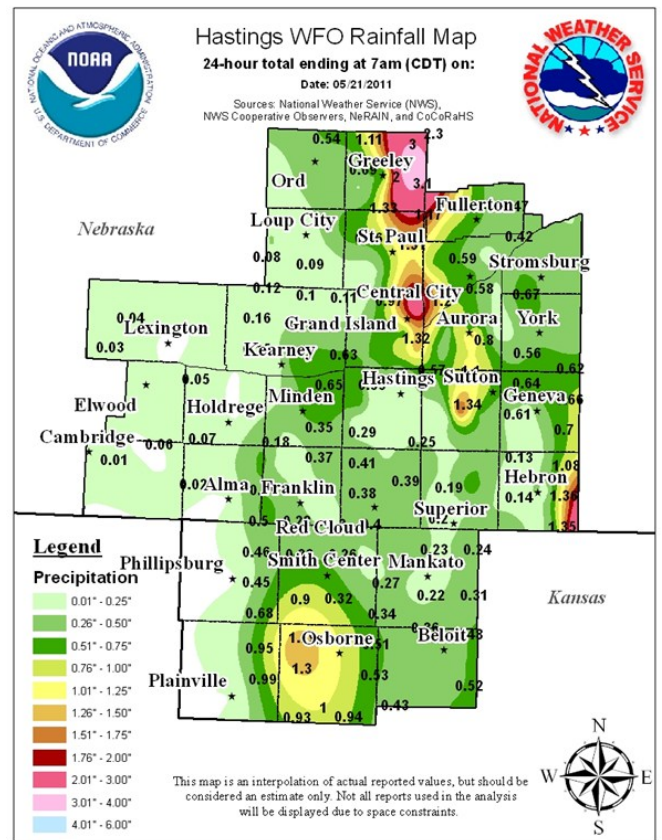 NATIONAL OCEANIC AND ATMOSPHERIC ADMINISTRATION
NOAA
U.S. DEPARTMENT OF COMMERCE
Hastings WFO Rainfall Map
24-hour total ending at 7am (CDT) on:
Date: 05/21/2011
Sources: National Weather Service (NWS),
NWS Cooperative Observers, NeRAIN, and CoCoRaHS
NATIONAL WEATHER SERVICE
0.54 1.11 3 2.3
Greeley
Ord 2 3.1
1.33 1.17 Fullerton
Nebraska
Loup City
St. Paul 0.42
0.08 0.09 0.59 Stromsburg
0.12 0.1 0.11 Central City 0.58 0.67
0.04 0.16 Grand Island Aurora York
Lexington 1.32 0.8
0.03 Kearney 0.63 0.56
0.05 0.65 Hastings Sutton 0.64 0.62
Elwood Holdrege Minden 1.34 Geneva
0.35 0.61
Cambridge 0.06 0.07 0.18 0.29 0.25 0.7
0.01 0.37 0.41 0.13 1.08
Alma Franklin 0.39 0.19 Hebron
0.38 0.14 1.36
Red Cloud Superior 1.35
0.46 0.23 0.24
Phillipsburg Smith Center Mankato
0.45 0.27
0.9 0.32 0.22 0.31 Kansas
0.68 0.34
Osborne Beloit
0.95
1.3 0.53
0.99 0.52
Plainville
1 0.43
0.93 0.94
Legend
Precipitation
0.01" - 0.25"
0.26" - 0.50"
0.51" - 0.75"
0.76" - 1.00"
1.01" - 1.25"
1.26" - 1.50"
1.51" - 1.75"
1.76" - 2.00"
2.01" - 3.00"
3.01" - 4.00"
4.01" - 6.00"
This map is an interpolation of actual reported values, but should be
considered an estimate only. Not all reports used in the analysis
will be displayed due to space constraints.
N
W E
S